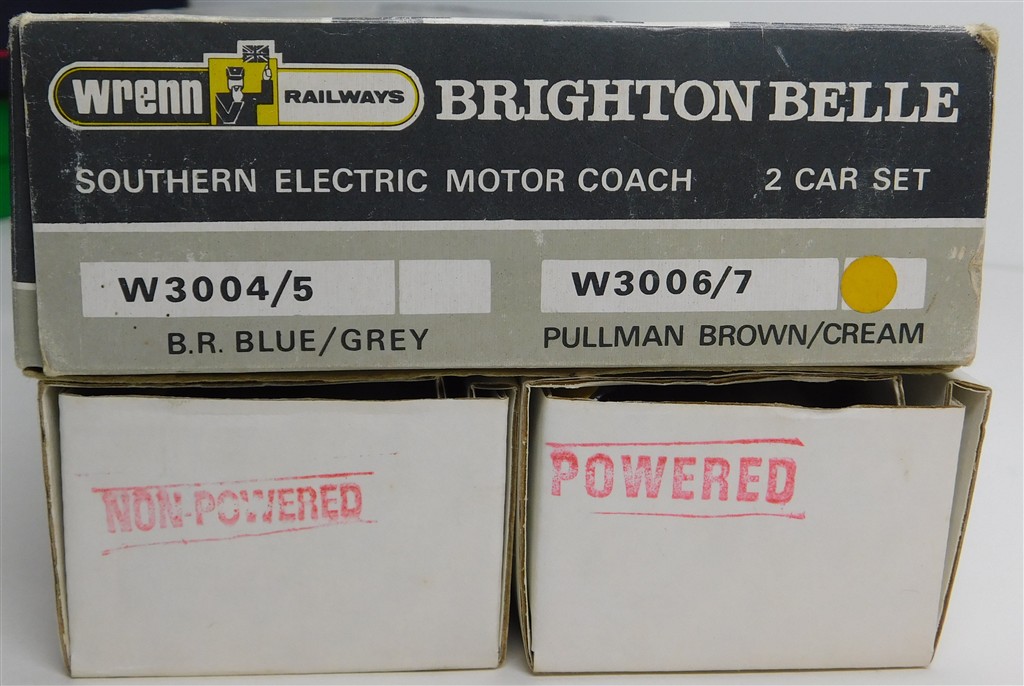 Wrenn RAILWAYS BRIGHTON BELLE
SOUTHERN ELECTRIC MOTOR COACH 2 CAR SET
W3004/5 W3006/7
B.R. BLUE/GREY PULLMAN BROWN/CREAM
NON-POWERED POWERED